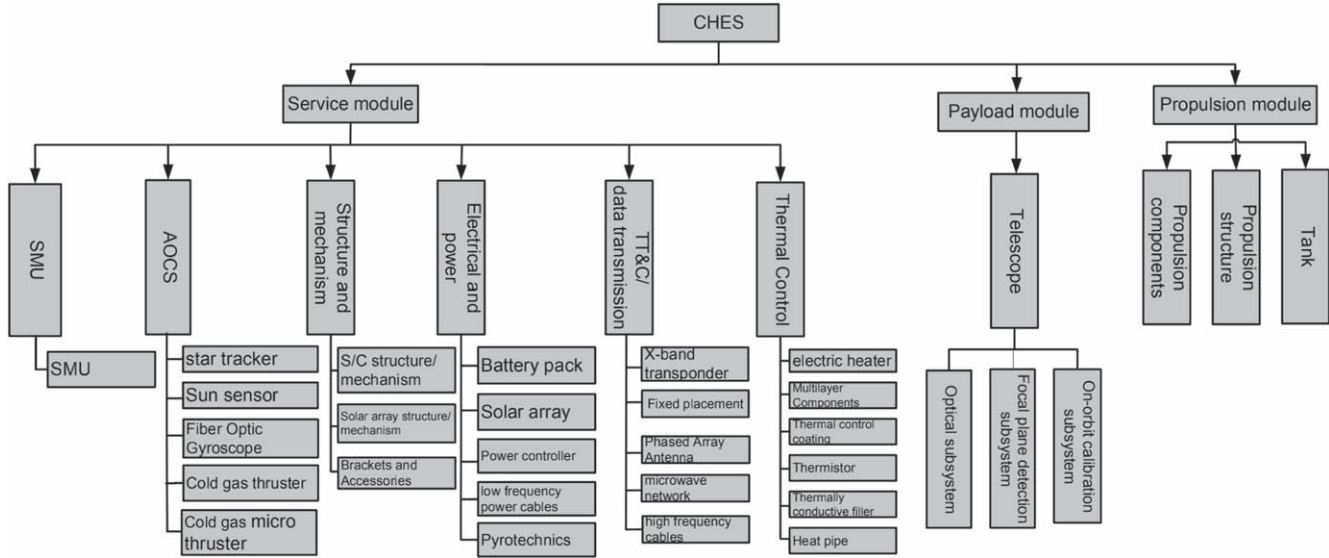 CHES
Service module
Payload module
Propulsion module
SMU
AOCS
Structure and
mechanism
Electrical and
power
TT&C/
data transmission
Thermal Control
Telescope
Propulsion
components
Propulsion
structure
Tank
SMU
star tracker
Sun sensor
Fiber Optic
Gyroscope
Cold gas thruster
Cold gas micro
thruster
S/C structure/
mechanism
Solar array structure/
mechanism
Brackets and
Accessories
Battery pack
Solar array
Power controller
low frequency
power cables
Pyrotechnics
X-band
transponder
Fixed placement
Phased Array
Antenna
microwave
network
high frequency
cables
electric heater
Multilayer
Components
Thermal control
coating
Thermistor
Thermally
conductive filler
Heat pipe
Optical subsystem
Focal plane detection
subsystem
On-orbit calibration
subsystem